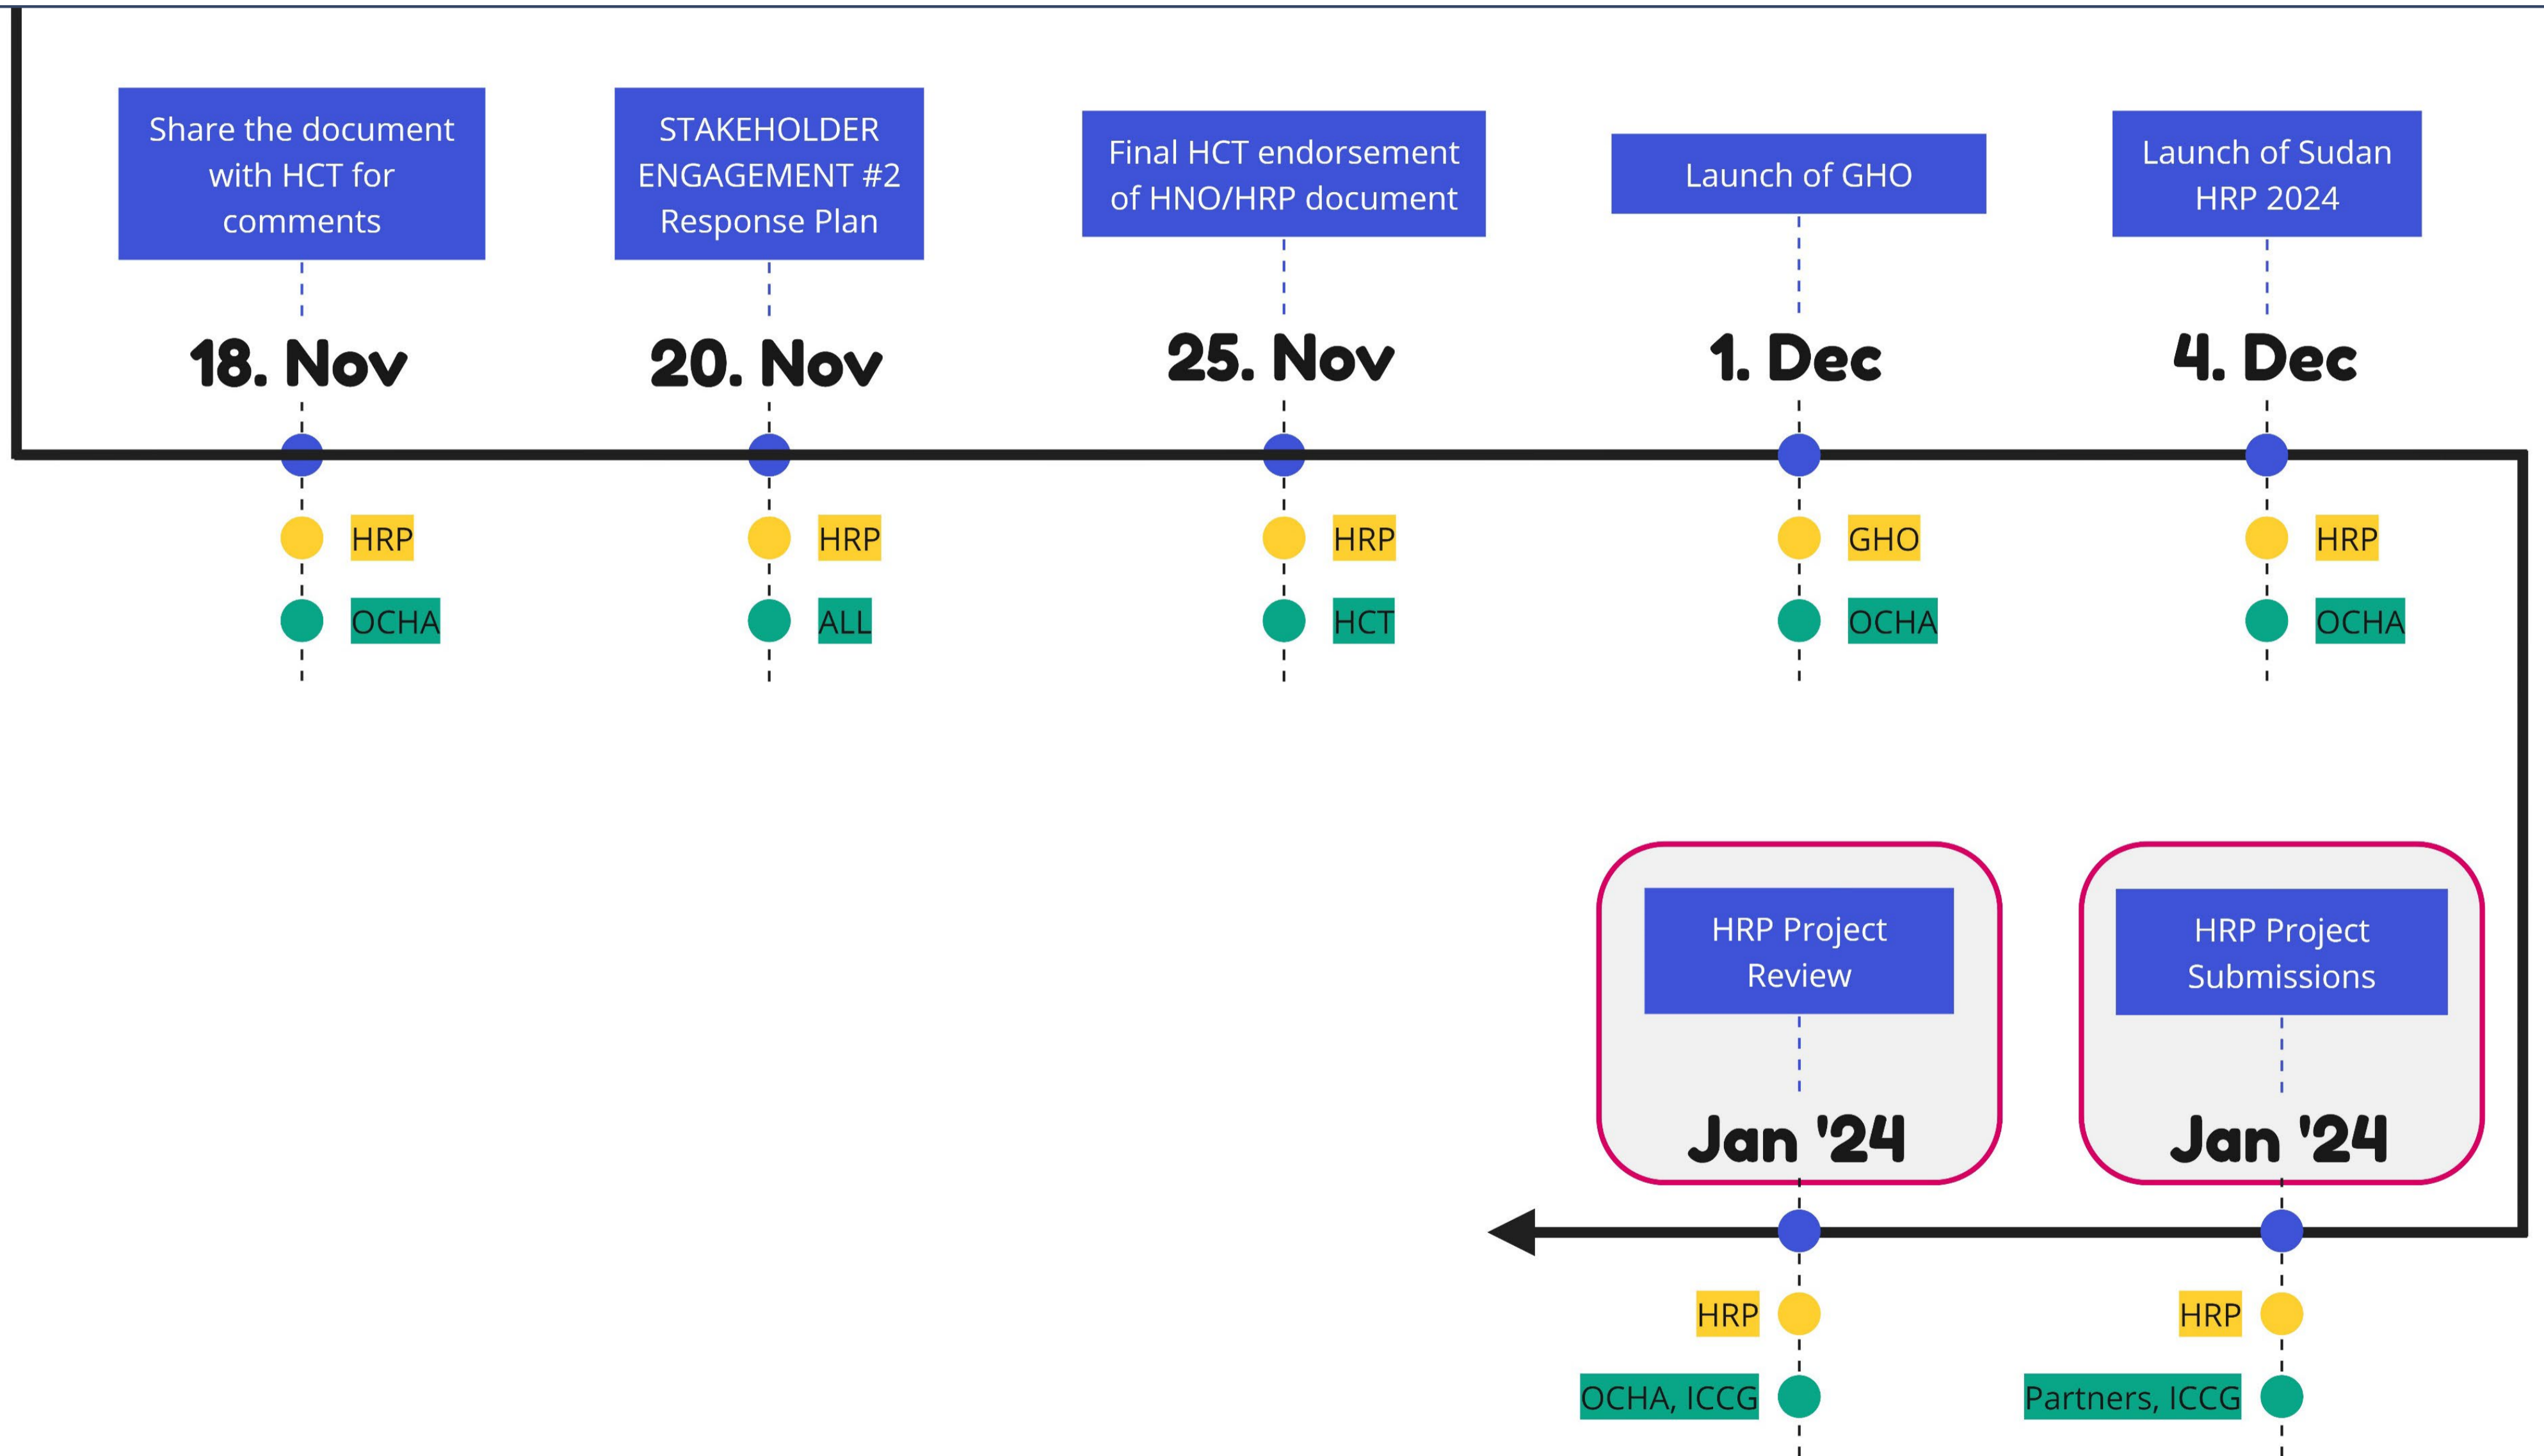 Share the document
with HCT for
comments
STAKEHOLDER
ENGAGEMENT #2
Response Plan
Final HCT endorsement
of HNO/HRP document
Launch of GHO
Launch of Sudan
HRP 2024
18. Nov
20. Nov
25. Nov
1. Dec
4. Dec
HRP
HRP
HRP
GHO
HRP
OCHA
ALL
HCT
OCHA
OCHA
HRP Project
Review
HRP Project
Submissions
Jan '24
Jan '24
HRP
HRP
OCHA, ICCG
Partners, ICCG